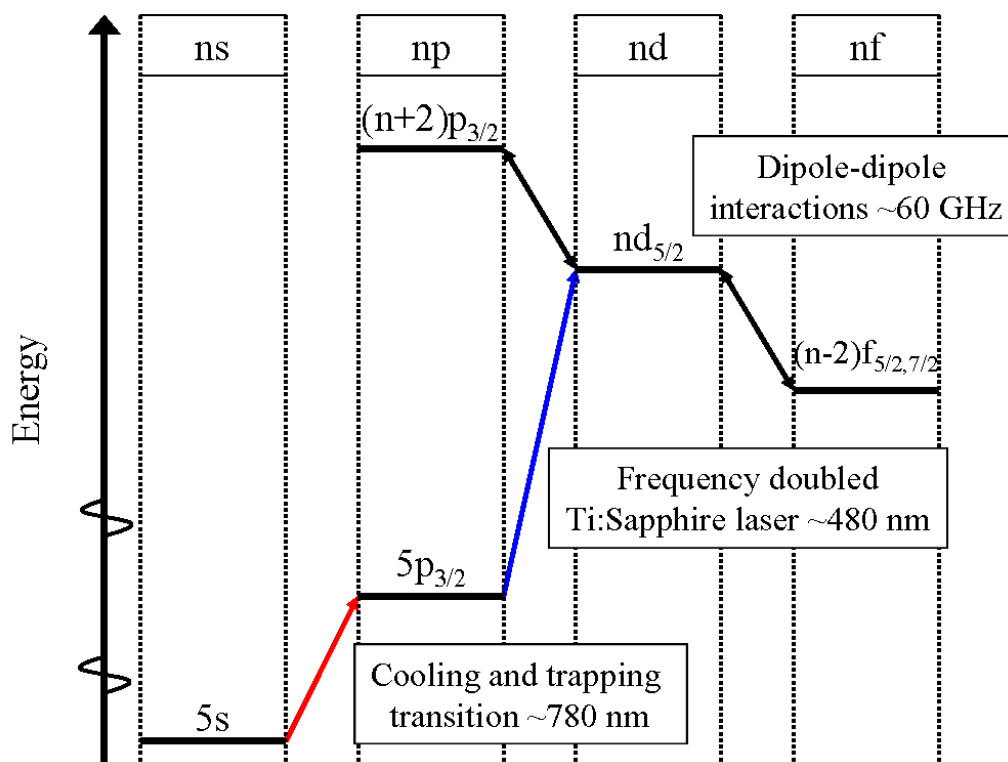 ns
np
nd
nf
(n+2)p3/2
Dipole-dipole
interactions ~60 GHz
nd5/2
(n-2)f5/2,7/2
Energy
Frequency doubled
Ti:Sapphire laser ~480 nm
5p3/2
Cooling and trapping
transition ~780 nm
5s